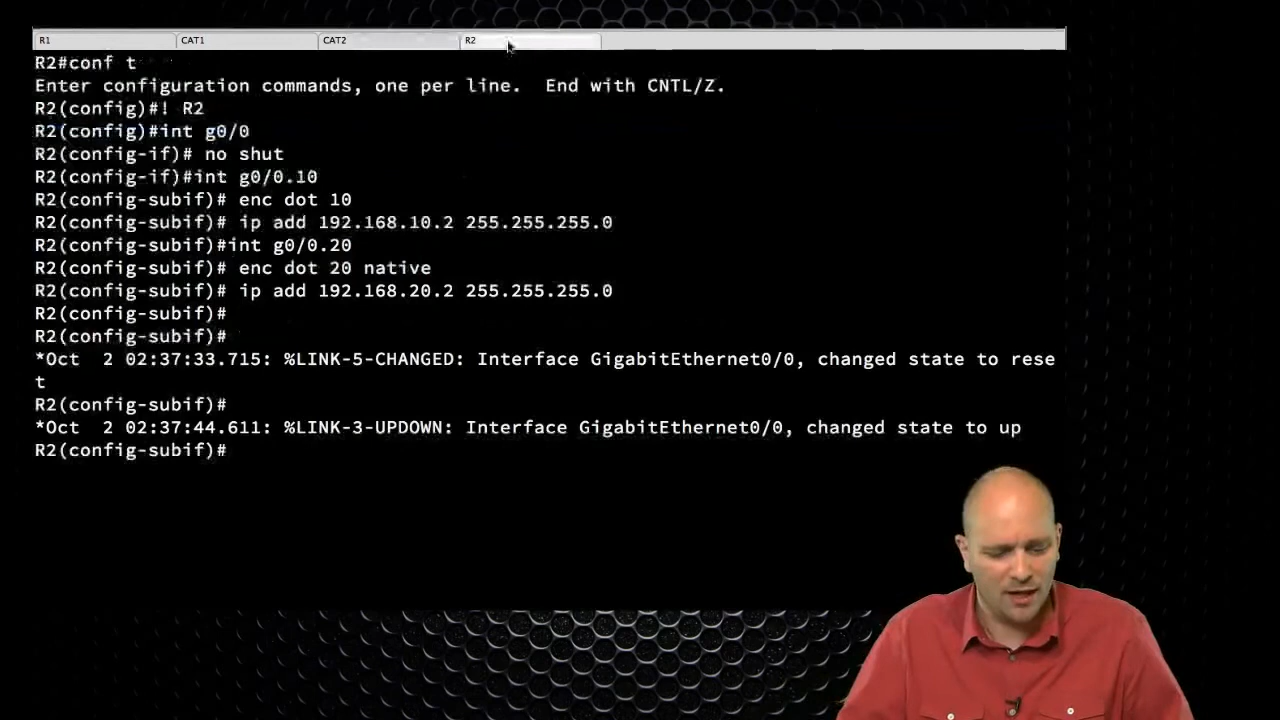 R1 CAT1 CAT2 R2
R2#conf t
Enter configuration commands, one per line.  End with CNTL/Z.
R2(config)#! R2
R2(config)#int g0/0
R2(config-if)# no shut
R2(config-if)#int g0/0.10
R2(config-subif)# enc dot 10
R2(config-subif)# ip add 192.168.10.2 255.255.255.0
R2(config-subif)#int g0/0.20
R2(config-subif)# enc dot 20 native
R2(config-subif)# ip add 192.168.20.2 255.255.255.0
R2(config-subif)#
R2(config-subif)#
*Oct  2 02:37:33.715: %LINK-5-CHANGED: Interface GigabitEthernet0/0, changed state to rese
t
R2(config-subif)#
*Oct  2 02:37:44.611: %LINK-3-UPDOWN: Interface GigabitEthernet0/0, changed state to up
R2(config-subif)#